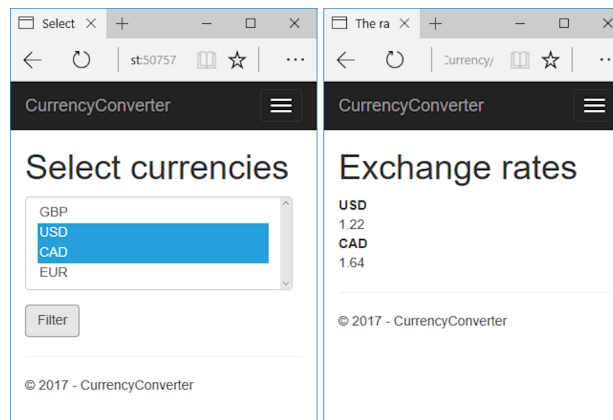 Select
st:50757
CurrencyConverter
Select currencies
GBP
USD
CAD
EUR
Filter
© 2017 - CurrencyConverter
The ra
Currency/
CurrencyConverter
Exchange rates
USD
1.22
CAD
1.64
© 2017 - CurrencyConverter